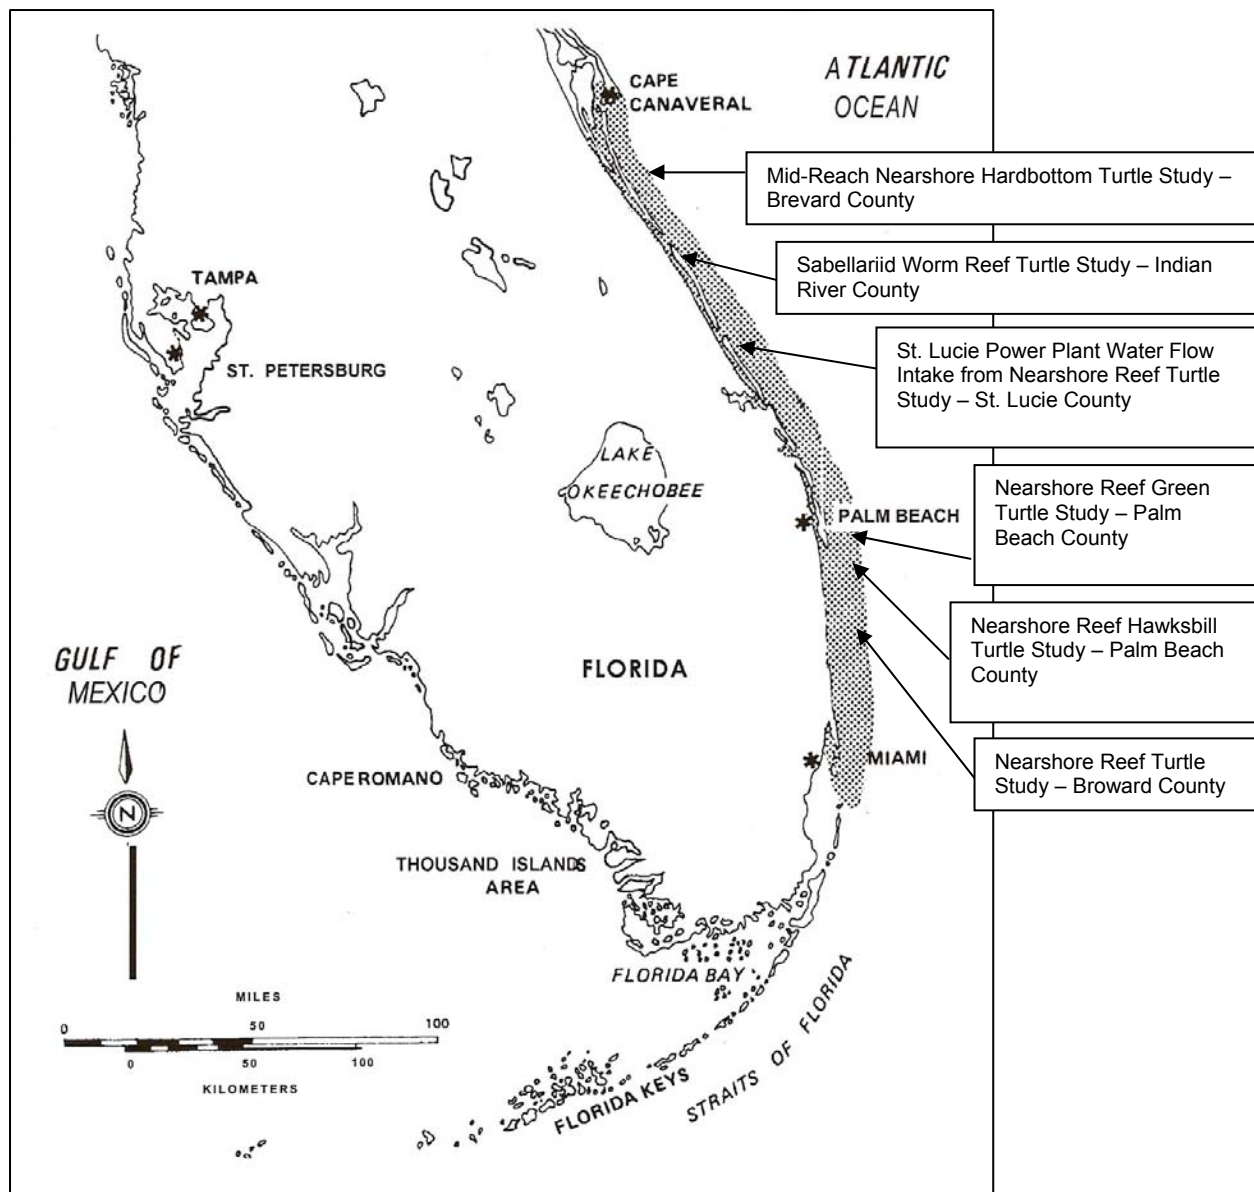 CAPE
CANAVERAL
ATLANTIC
OCEAN
Mid-Reach Nearshore Hardbottom Turtle Study –
Brevard County
Sabellariid Worm Reef Turtle Study – Indian
River County
TAMPA
ST. PETERSBURG
St. Lucie Power Plant Water Flow
Intake from Nearshore Reef Turtle
Study – St. Lucie County
LAKE
OKEECHOBEE
PALM BEACH
Nearshore Reef Green
Turtle Study – Palm
Beach County
Nearshore Reef Hawksbill
Turtle Study – Palm Beach
County
GULF OF
MEXICO
FLORIDA
Nearshore Reef Turtle
Study – Broward County
MIAMI
CAPE ROMANO
N
THOUSAND ISLANDS
AREA
FLORIDA BAY
MILES
0 50 100
0 50 100
KILOMETERS
FLORIDA KEYS
STRAITS OF FLORIDA